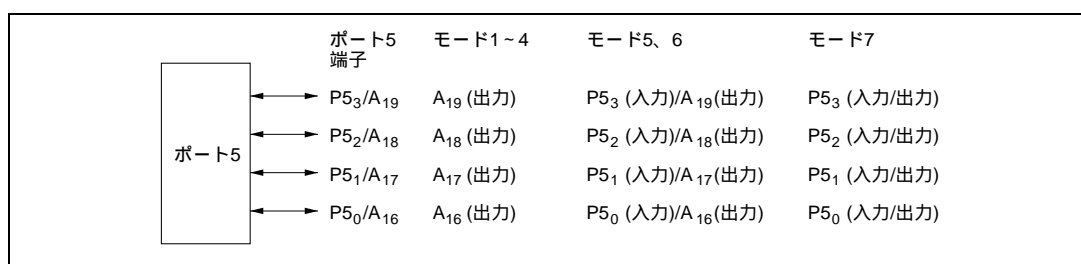 ポート5 モード1～4 モード5、6 モード7
端子
P5₃/A₁₉ A₁₉ (出力) P5₃ (入力)/A₁₉(出力) P5₃ (入力/出力)
P5₂/A₁₈ A₁₈ (出力) P5₂ (入力)/A₁₈(出力) P5₂ (入力/出力)
ポート5
P5₁/A₁₇ A₁₇ (出力) P5₁ (入力)/A₁₇(出力) P5₁ (入力/出力)
P5₀/A₁₆ A₁₆ (出力) P5₀ (入力)/A₁₆(出力) P5₀ (入力/出力)